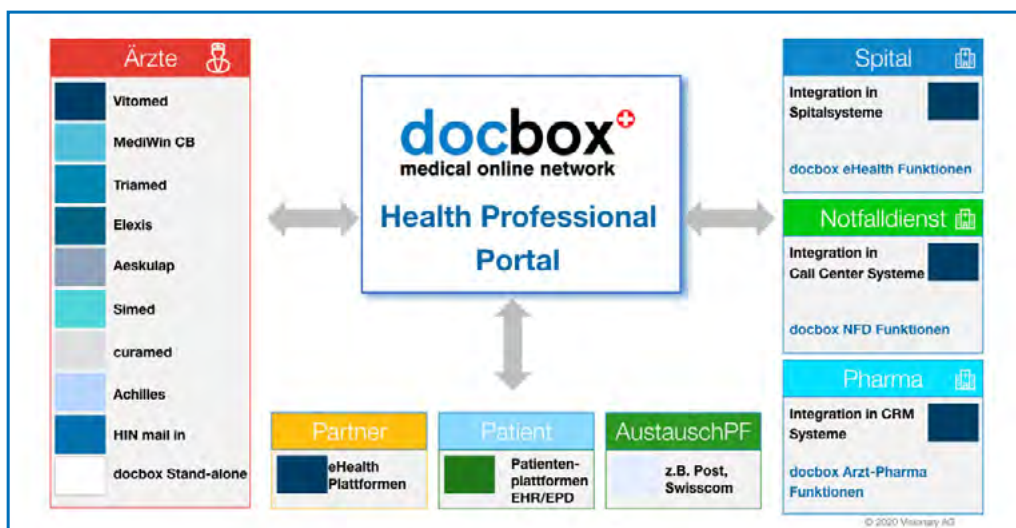 Ärzte
Vitomed
MediWin CB
Triamed
Elexis
Aeskulap
Simed
curamed
Achilles
HIN mail in
docbox Stand-alone
docbox
medical online network
Health Professional
Portal
Partner
eHealth
Plattformen
Patient
Patienten-
plattformen
EHR/EPD
AustauschPF
z.B. Post,
Swisscom
Spital
Integration in
Spitalsysteme
docbox eHealth Funktionen
Notfalldienst
Integration in
Call Center Systeme
docbox NFD Funktionen
Pharma
Integration in CRM
Systeme
docbox Arzt-Pharma
Funktionen
© 2020 Visionary AG